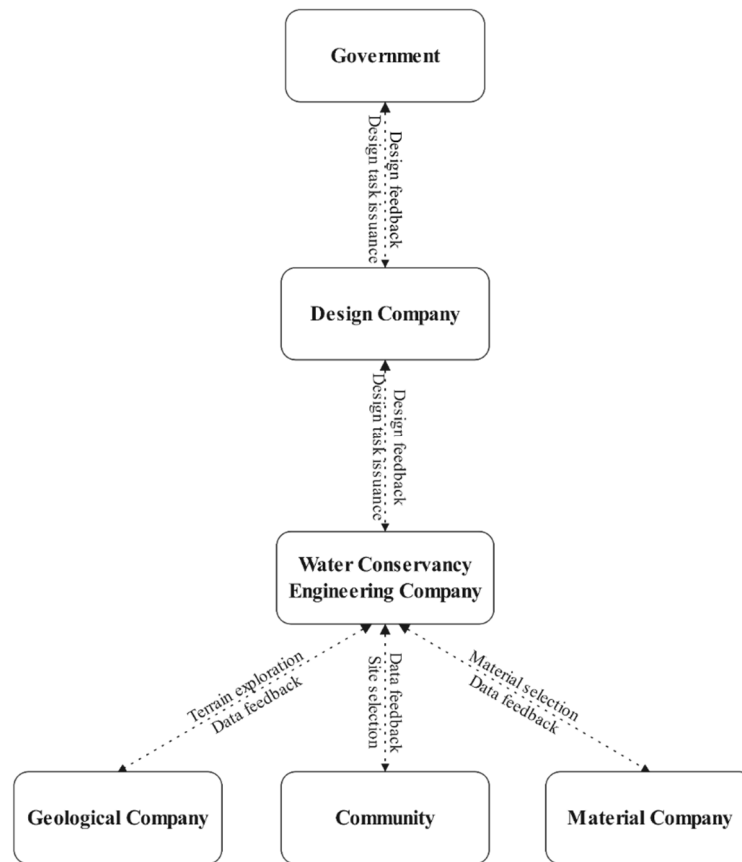 Government
Design feedback
Design task issuance
Design Company
Design feedback
Design task issuance
Water Conservancy
Engineering Company
Terrain exploration
Data feedback
Data feedback
Site selection
Material selection
Data feedback
Geological Company
Community
Material Company